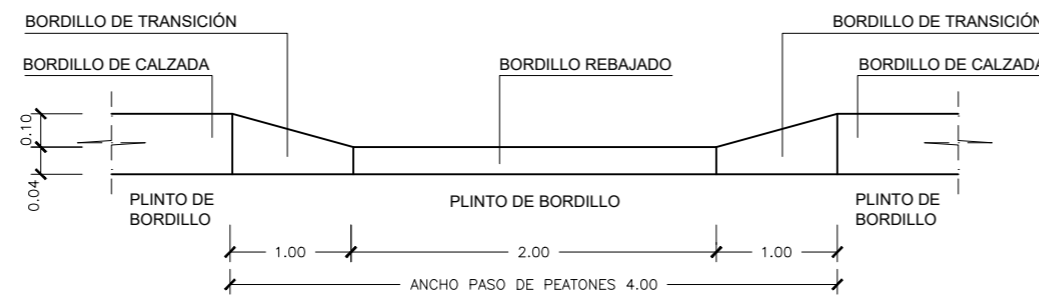 BORDILLO DE TRANSICIÓN
BORDILLO DE TRANSICIÓN
BORDILLO DE CALZADA
BORDILLO REBAJADO
BORDILLO DE CALZADA
0.10
0.04
PLINTO DE
BORDILLO
PLINTO DE BORDILLO
PLINTO DE
BORDILLO
1.00
2.00
1.00
ANCHO PASO DE PEATONES 4.00